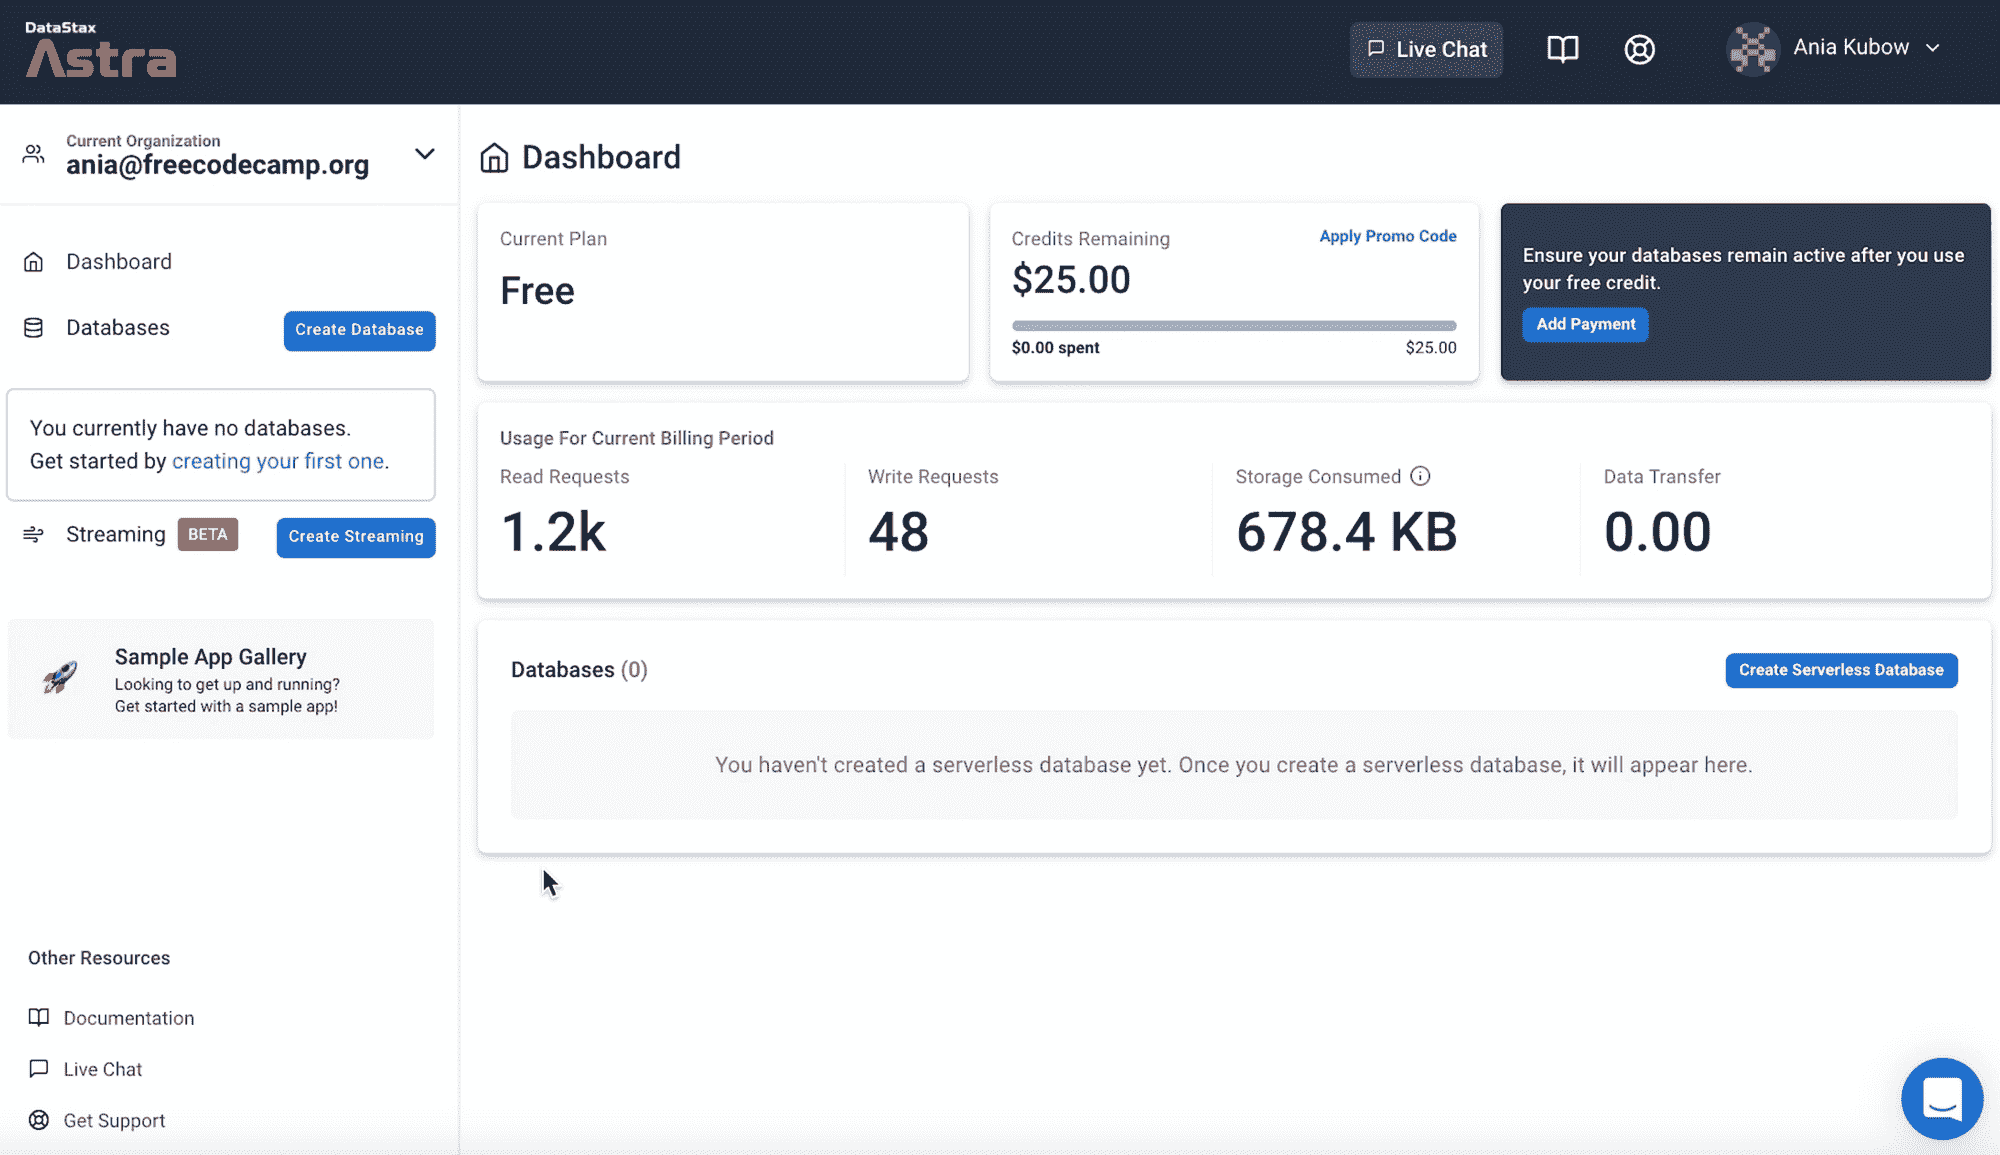 DataStax
Astra
Live Chat
Ania Kubow
Current Organization
ania@freecodecamp.org
Dashboard
Databases
Create Database
You currently have no databases.
Get started by creating your first one.
Streaming
BETA
Create Streaming
Sample App Gallery
Looking to get up and running?
Get started with a sample app!
Other Resources
Documentation
Live Chat
Get Support
Dashboard
Current Plan
Free
Credits Remaining
Apply Promo Code
$25.00
$0.00 spent
$25.00
Ensure your databases remain active after you use
your free credit.
Add Payment
Usage For Current Billing Period
Read Requests
1.2k
Write Requests
48
Storage Consumed
678.4 KB
Data Transfer
0.00
Databases (0)
Create Serverless Database
You haven't created a serverless database yet. Once you create a serverless database, it will appear here.